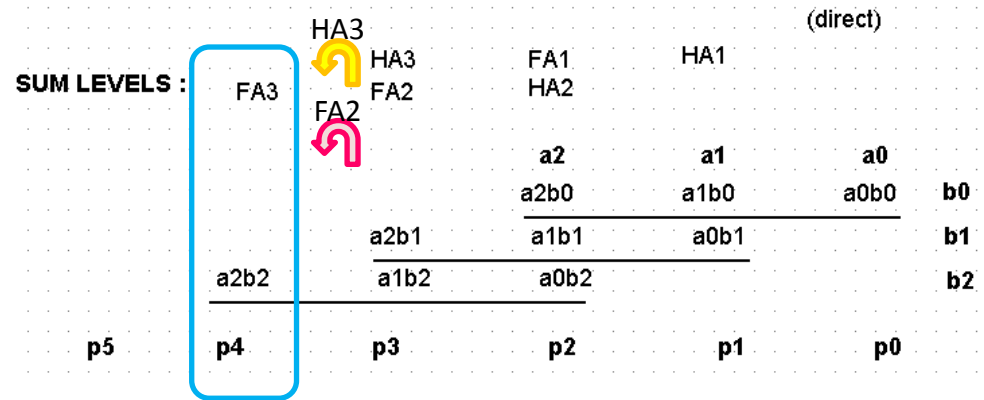 (direct)
HA3
HA3 FA1 HA1
SUM LEVELS : FA3 FA2 HA2
FA2
a2 a1 a0
a2b0 a1b0 a0b0 b0
a2b1 a1b1 a0b1 b1
a2b2 a1b2 a0b2 b2
p5 p4 p3 p2 p1 p0